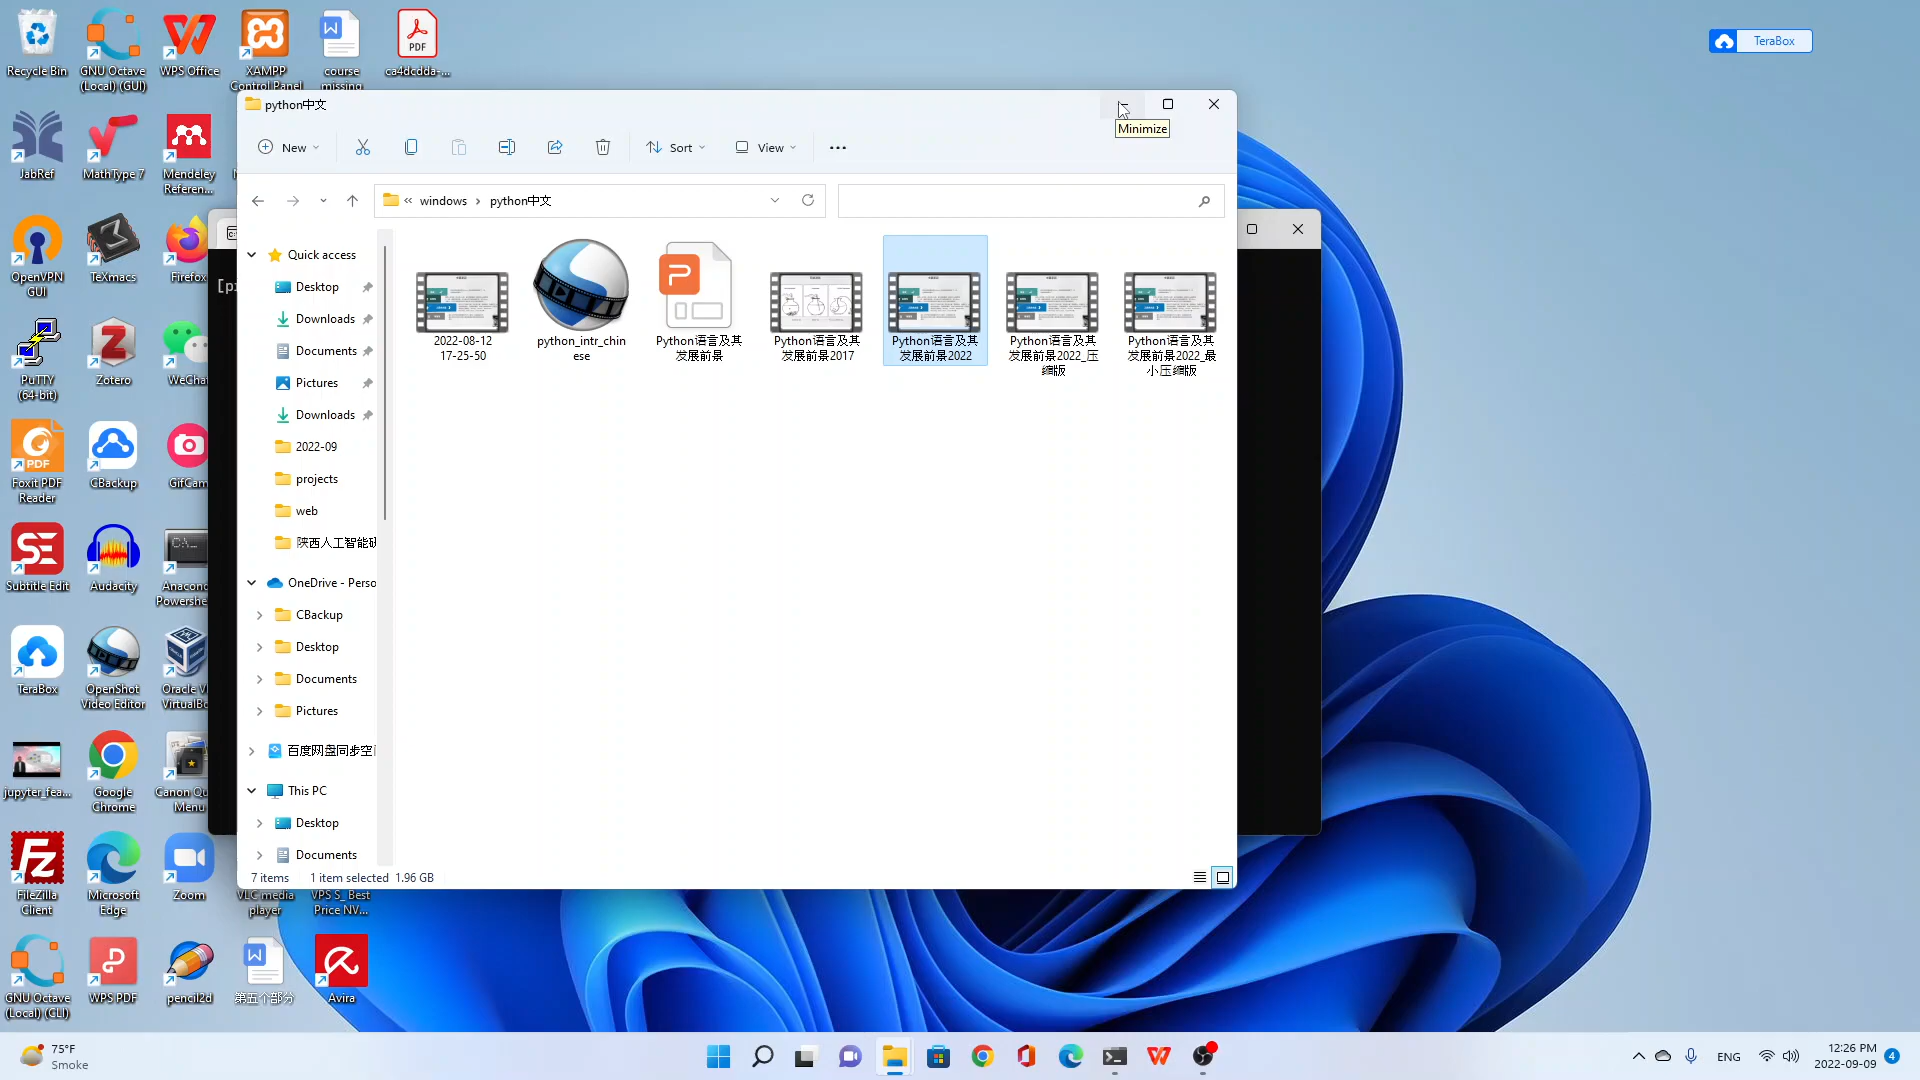 Recycle Bin
GNU Octave
(Local) (GUI)
WPS Office
XAMPP
Control Panel
course
missing
PDF
ca4dcdda-...
TeraBox
python中文
Minimize
New
Sort
View
JabRef
MathType 7
Mendeley
Referen...
windows
python中文
OpenVPN
GUI
TeXmacs
Firefox
Quick access
Desktop
Downloads
Documents
Pictures
Downloads
2022-09
projects
web
陕西人工智能研
OneDrive - Perso
CBackup
Desktop
Documents
Pictures
百度网盘同步空间
This PC
Desktop
Documents
2022-08-12
17-25-50
python_intr_chin
ese
Python语言及其
发展前景
Python语言及其
发展前景2017
Python语言及其
发展前景2022
Python语言及其
发展前景2022_压
缩版
Python语言及其
发展前景2022_最
小压缩版
PuTTY
(64-bit)
Zotero
WeChat
PDF
Foxit PDF
Reader
CBackup
GifCam
SE
Subtitle Edit
Audacity
Anacond
Powershe
TeraBox
OpenShot
Video Editor
Oracle V
VirtualBo
jupyter_fea...
Google
Chrome
Canon Qu
Menu
FileZilla
Client
Microsoft
Edge
Zoom
VLC media
player
VPS S_ Best
Price NV...
7 items
1 item selected 1.96 GB
GNU Octave
(Local) (CLI)
WPS PDF
pencil2d
第五个部分
Avira
75°F
Smoke
ENG
12:26 PM
2022-09-09
4